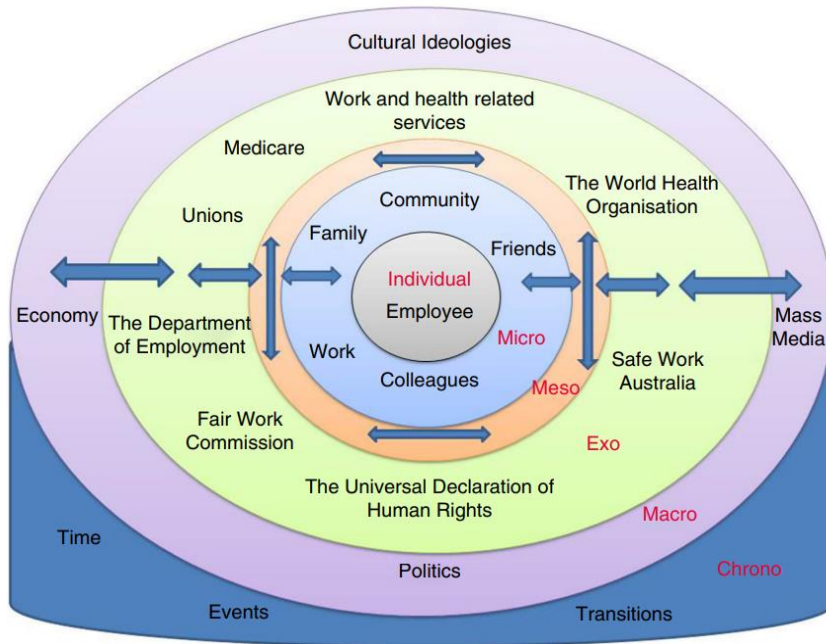 Cultural Ideologies
Work and health related
services
Medicare
The World Health
Organisation
Community
Unions
Family
Friends
Individual
Employee
Economy
Mass
Media
The Department
of Employment
Micro
Work
Safe Work
Australia
Colleagues
Meso
Fair Work
Commission
Exo
The Universal Declaration of
Human Rights
Macro
Time
Politics
Chrono
Events
Transitions